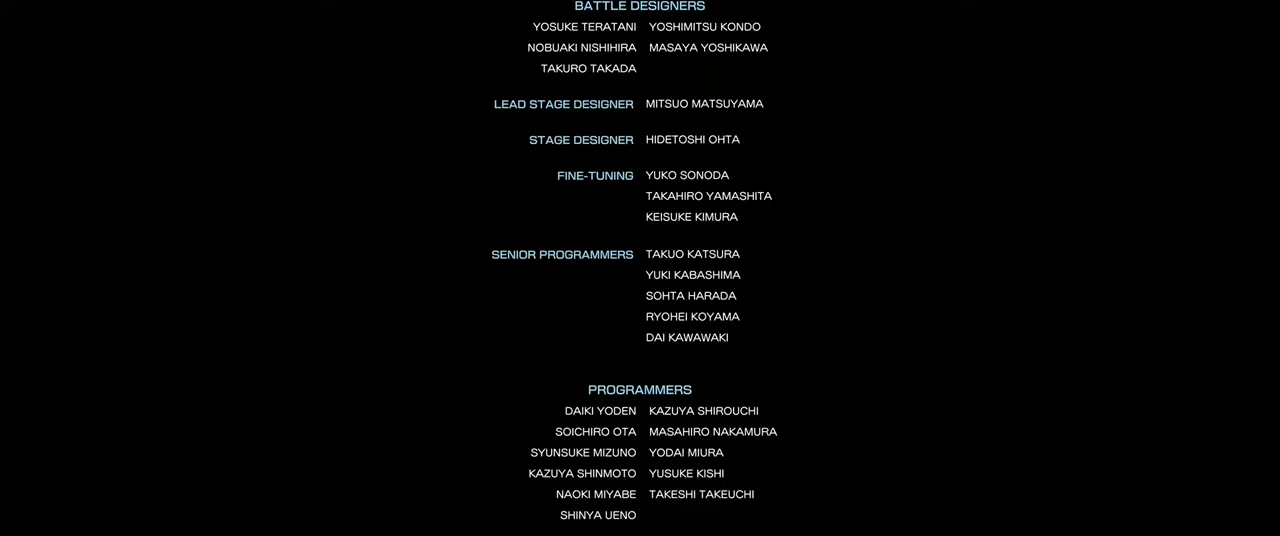 BATTLE DESIGNERS
YOSUKE TERATANI YOSHIMITSU KONDO
NOBUAKI NISHIHIRA MASAYA YOSHIKAWA
TAKURO TAKADA
LEAD STAGE DESIGNER MITSUO MATSUYAMA
STAGE DESIGNER HIDETOSHI OHTA
FINE-TUNING YUKO SONODA
TAKAHIRO YAMASHITA
KEISUKE KIMURA
SENIOR PROGRAMMERS TAKUO KATSURA
YUKI KABASHIMA
SOHTA HARADA
RYOHEI KOYAMA
DAI KAWAWAKI
PROGRAMMERS
DAIKI YODEN KAZUYA SHIROUCHI
SOICHIRO OTA MASAHIRO NAKAMURA
SYUNSUKE MIZUNO YODAI MIURA
KAZUYA SHINMOTO YUSUKE KISHI
NAOKI MIYABE TAKESHI TAKEUCHI
SHINYA UENO